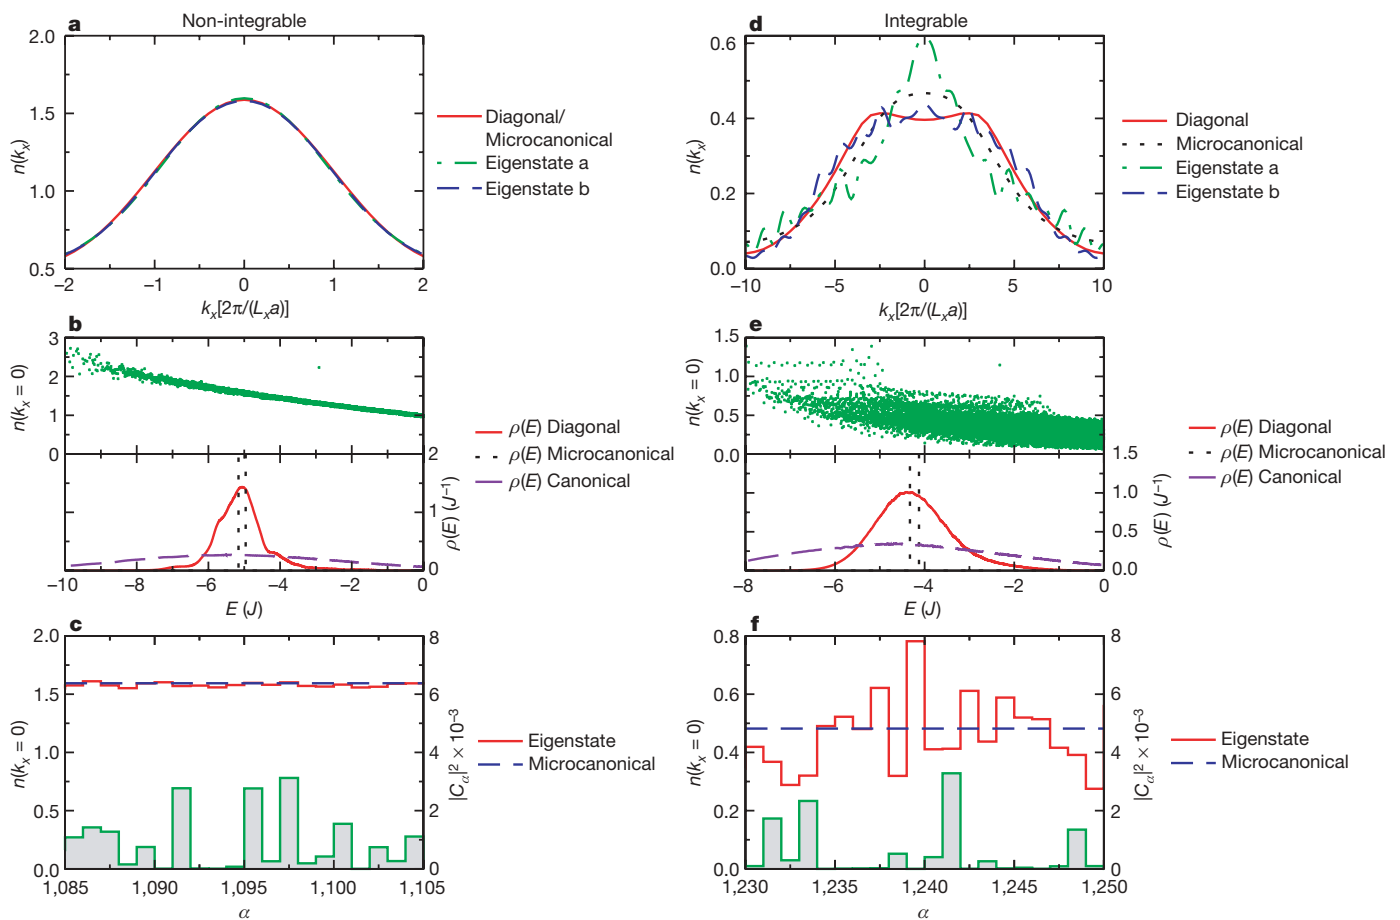 a
Non-integrable
2.0
1.5
1.0
0.5
n(kx)
−2
−1
0
1
2
kx[2π/(Lxa)]
Diagonal/
Microcanonical
Eigenstate a
Eigenstate b
b
3
2
1
0
n(kx = 0)
2
1
0
ρ(E) (J−1)
−10
−8
−6
−4
−2
0
E (J)
ρ(E) Diagonal
ρ(E) Microcanonical
ρ(E) Canonical
c
2.0
1.5
1.0
0.5
0.0
n(kx = 0)
8
6
4
2
0
|Cα|2 × 10−3
1,085
1,090
1,095
1,100
1,105
α
Eigenstate
Microcanonical
d
Integrable
0.6
0.4
0.2
0.0
n(kx)
−10
−5
0
5
10
kx[2π/(Lxa)]
Diagonal
Microcanonical
Eigenstate a
Eigenstate b
e
1.5
1.0
0.5
0.0
n(kx = 0)
1.5
1.0
0.5
0.0
ρ(E) (J−1)
−8
−6
−4
−2
0
E (J)
ρ(E) Diagonal
ρ(E) Microcanonical
ρ(E) Canonical
f
0.8
0.6
0.4
0.2
0.0
n(kx = 0)
8
6
4
2
0
|Cα|2 × 10−3
1,230
1,235
1,240
1,245
1,250
α
Eigenstate
Microcanonical